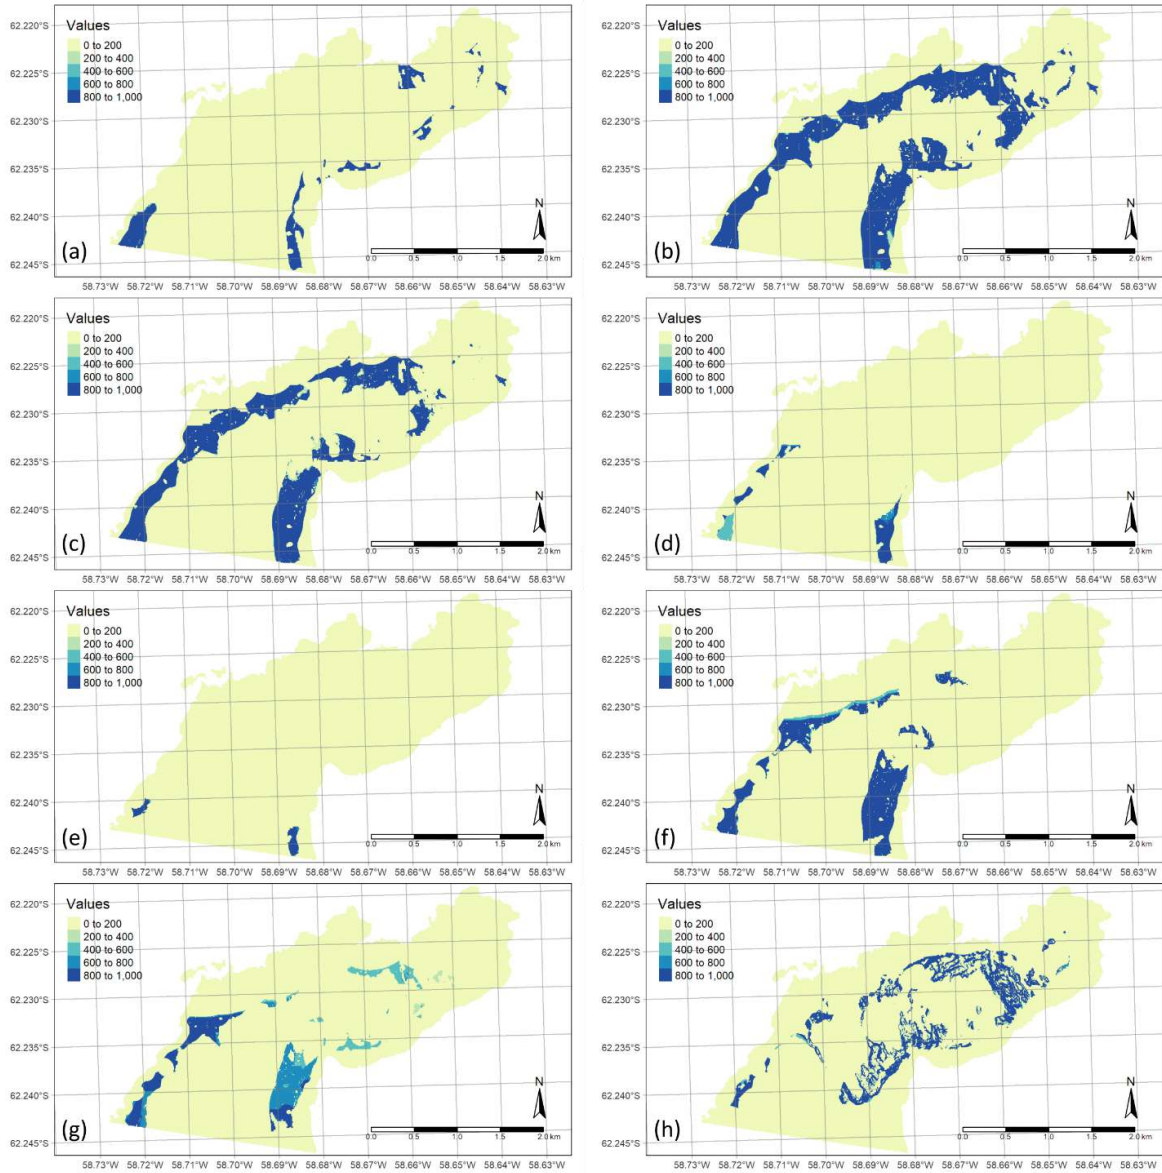 Values
0 to 200
200 to 400
400 to 600
600 to 800
800 to 1,000
62.220°S
62.225°S
62.230°S
62.235°S
62.240°S
62.245°S
N
0.0 0.5 1.0 1.5 2.0 km
(a)
58.73°W 58.72°W 58.71°W 58.70°W 58.69°W 58.68°W 58.67°W 58.66°W 58.65°W 58.64°W 58.63°W
Values
0 to 200
200 to 400
400 to 600
600 to 800
800 to 1,000
62.220°S
62.225°S
62.230°S
62.235°S
62.240°S
62.245°S
N
0.0 0.5 1.0 1.5 2.0 km
(b)
58.73°W 58.72°W 58.71°W 58.70°W 58.69°W 58.68°W 58.67°W 58.66°W 58.65°W 58.64°W 58.63°W
Values
0 to 200
200 to 400
400 to 600
600 to 800
800 to 1,000
62.220°S
62.225°S
62.230°S
62.235°S
62.240°S
62.245°S
N
0.0 0.5 1.0 1.5 2.0 km
(c)
58.73°W 58.72°W 58.71°W 58.70°W 58.69°W 58.68°W 58.67°W 58.66°W 58.65°W 58.64°W 58.63°W
Values
0 to 200
200 to 400
400 to 600
600 to 800
800 to 1,000
62.220°S
62.225°S
62.230°S
62.235°S
62.240°S
62.245°S
N
0.0 0.5 1.0 1.5 2.0 km
(d)
58.73°W 58.72°W 58.71°W 58.70°W 58.69°W 58.68°W 58.67°W 58.66°W 58.65°W 58.64°W 58.63°W
Values
0 to 200
200 to 400
400 to 600
600 to 800
800 to 1,000
62.220°S
62.225°S
62.230°S
62.235°S
62.240°S
62.245°S
N
0.0 0.5 1.0 1.5 2.0 km
(e)
58.73°W 58.72°W 58.71°W 58.70°W 58.69°W 58.68°W 58.67°W 58.66°W 58.65°W 58.64°W 58.63°W
Values
0 to 200
200 to 400
400 to 600
600 to 800
800 to 1,000
62.220°S
62.225°S
62.230°S
62.235°S
62.240°S
62.245°S
N
0.0 0.5 1.0 1.5 2.0 km
(f)
58.73°W 58.72°W 58.71°W 58.70°W 58.69°W 58.68°W 58.67°W 58.66°W 58.65°W 58.64°W 58.63°W
Values
0 to 200
200 to 400
400 to 600
600 to 800
800 to 1,000
62.220°S
62.225°S
62.230°S
62.235°S
62.240°S
62.245°S
N
0.0 0.5 1.0 1.5 2.0 km
(g)
58.73°W 58.72°W 58.71°W 58.70°W 58.69°W 58.68°W 58.67°W 58.66°W 58.65°W 58.64°W 58.63°W
Values
0 to 200
200 to 400
400 to 600
600 to 800
800 to 1,000
62.220°S
62.225°S
62.230°S
62.235°S
62.240°S
62.245°S
N
0.0 0.5 1.0 1.5 2.0 km
(h)
58.73°W 58.72°W 58.71°W 58.70°W 58.69°W 58.68°W 58.67°W 58.66°W 58.65°W 58.64°W 58.63°W